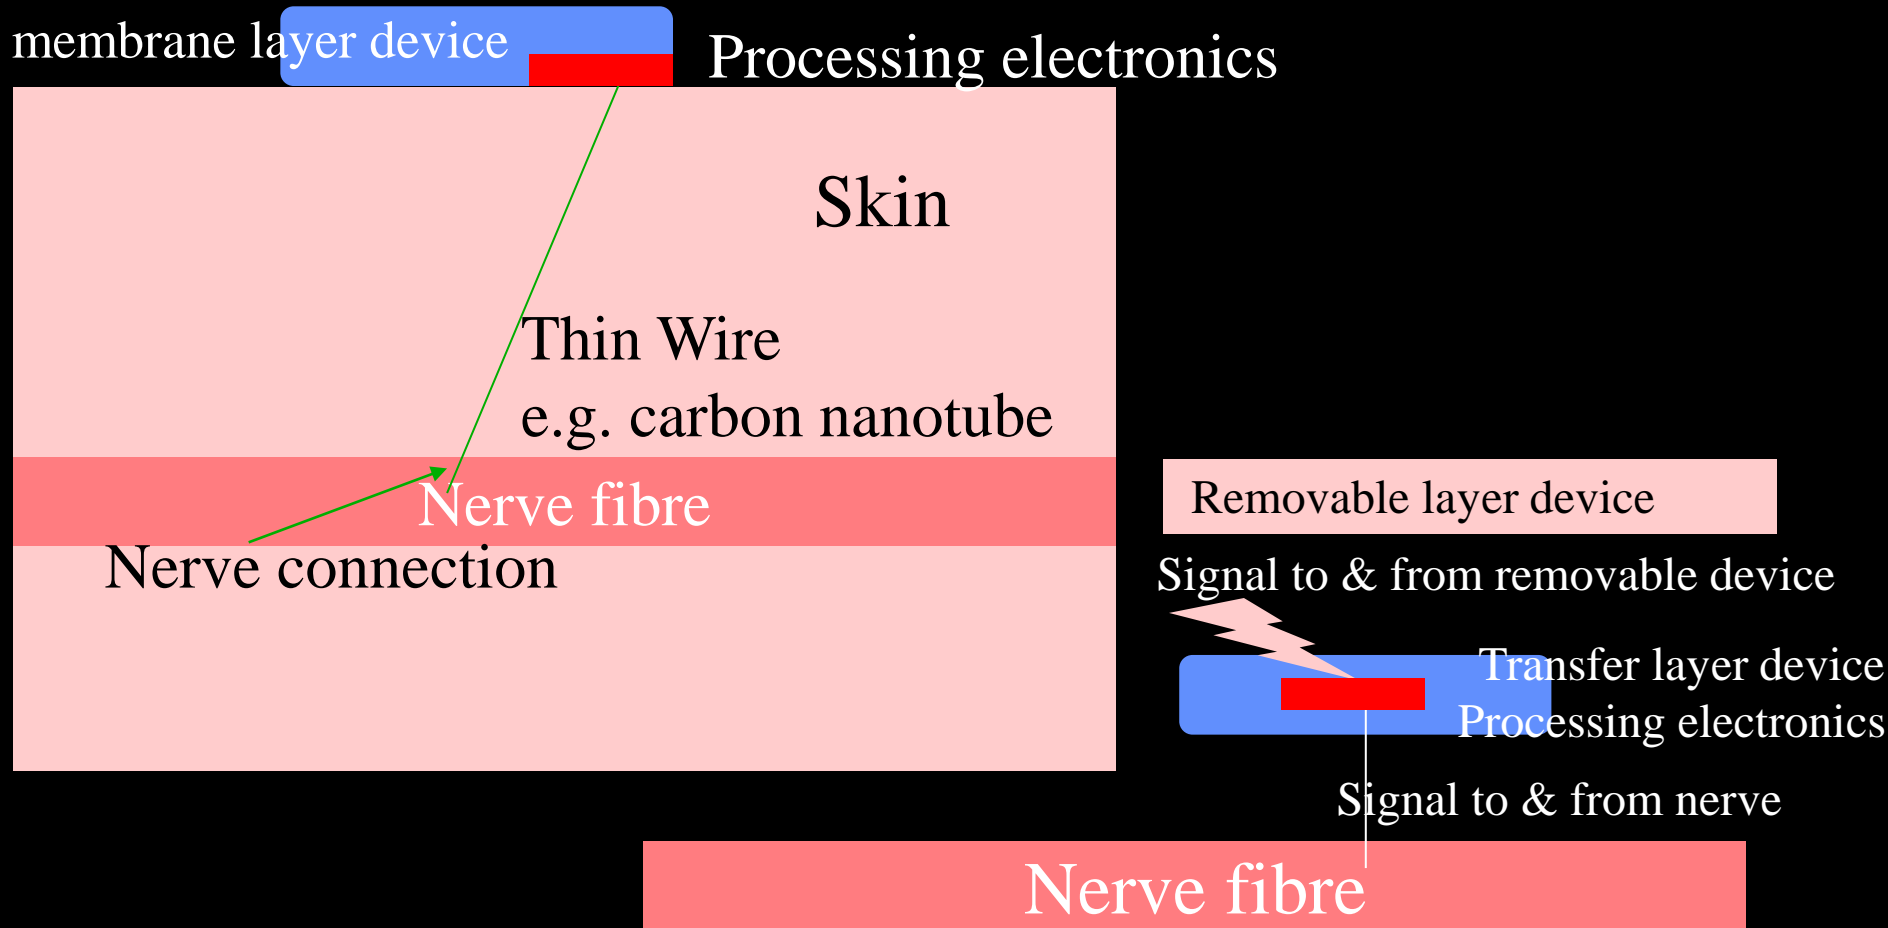 membrane layer device
Processing electronics
Skin
Thin Wire
e.g. carbon nanotube
Nerve fibre
Nerve connection
Removable layer device
Signal to & from removable device
Transfer layer device
Processing electronics
Signal to & from nerve
Nerve fibre